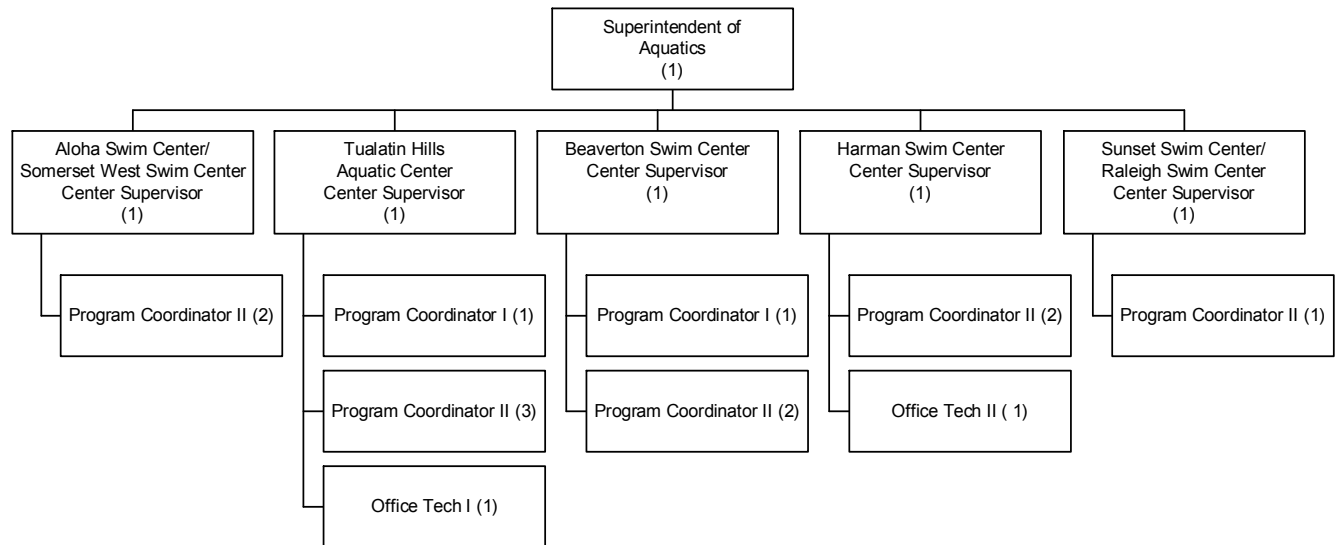 Superintendent of
Aquatics
(1)
Aloha Swim Center/
Somerset West Swim Center
Center Supervisor
(1)
Tualatin Hills
Aquatic Center
Center Supervisor
(1)
Beaverton Swim Center
Center Supervisor
(1)
Harman Swim Center
Center Supervisor
(1)
Sunset Swim Center/
Raleigh Swim Center
Center Supervisor
(1)
Program Coordinator II (2)
Program Coordinator I (1)
Program Coordinator I (1)
Program Coordinator II (2)
Program Coordinator II (1)
Program Coordinator II (3)
Program Coordinator II (2)
Office Tech II ( 1)
Office Tech I (1)